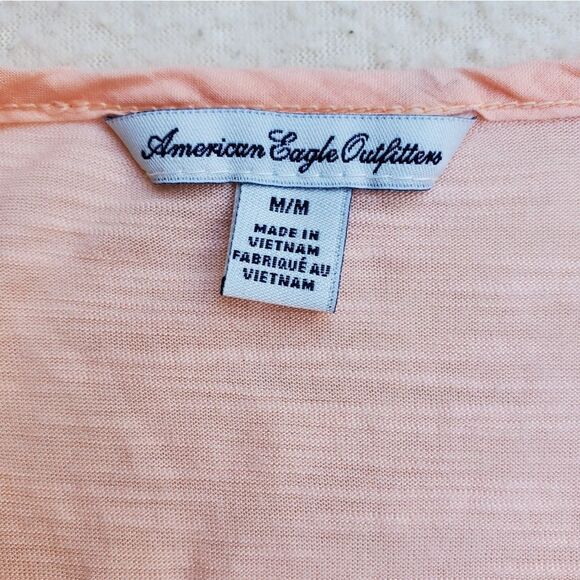 American Eagle Outfitters
M/M
MADE IN
VIETNAM
FABRIQUÉ AU
VIETNAM